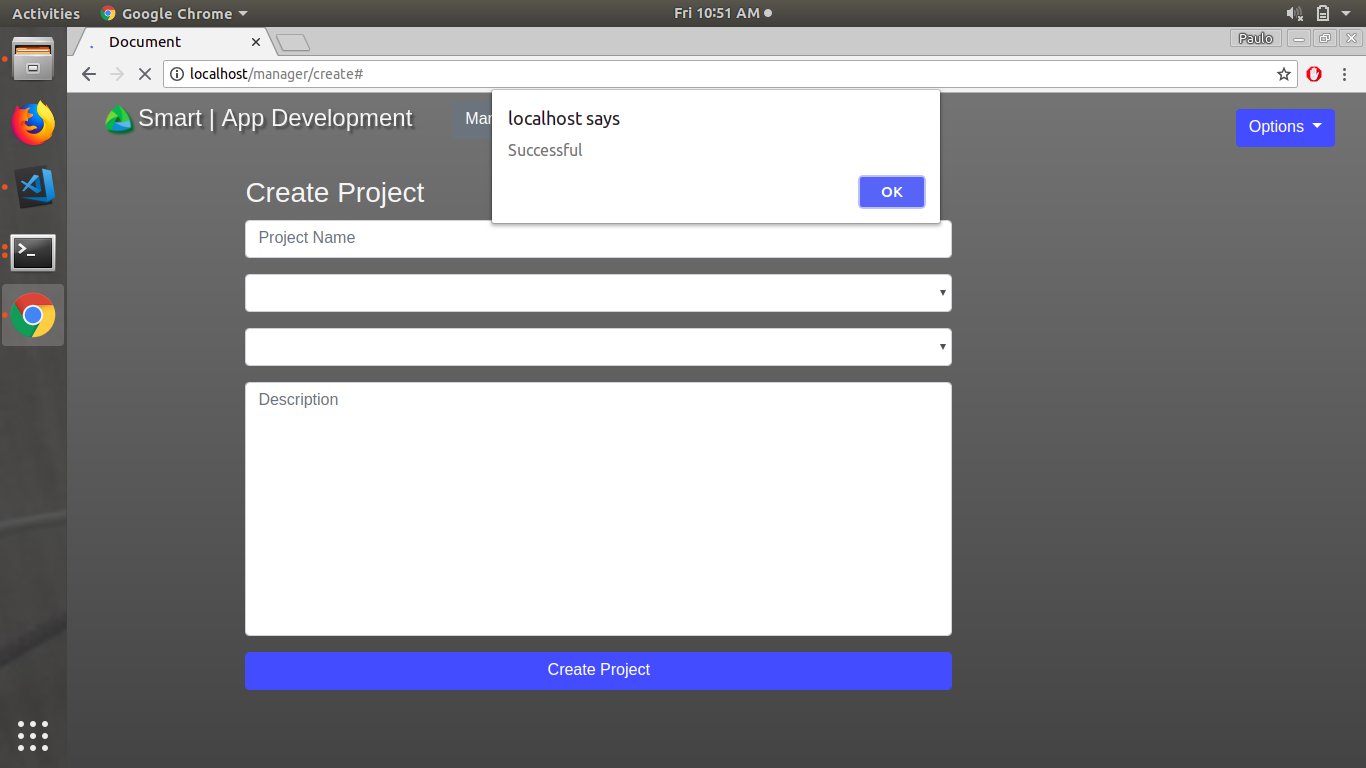 Activities
Google Chrome
Fri 10:51 AM
Document
Paulo
localhost/manager/create#
Smart | App Development
Man
Options
localhost says
Successful
OK
Create Project
Project Name
Description
Create Project